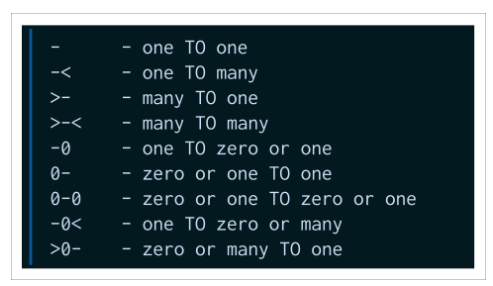 -      - one TO one
-<     - one TO many
>-     - many TO one
>-<    - many TO many
-0     - one TO zero or one
0-     - zero or one TO one
0-0    - zero or one TO zero or one
-0<    - one TO zero or many
>0-    - zero or many TO one